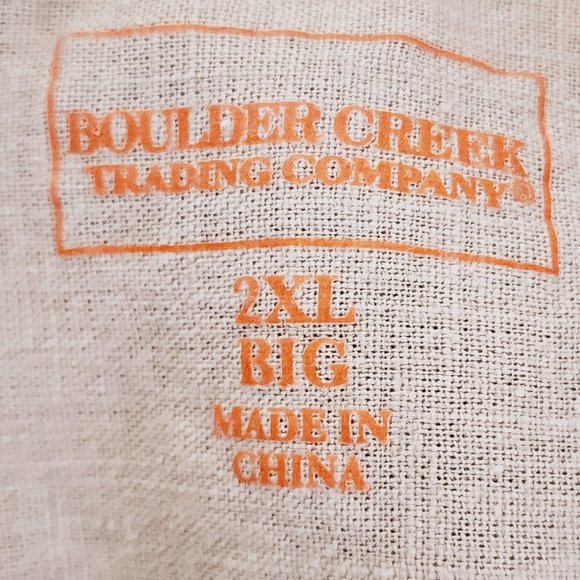 BOULDER CREEK
TRADING COMPANY®
2XL
BIG
MADE IN
CHINA